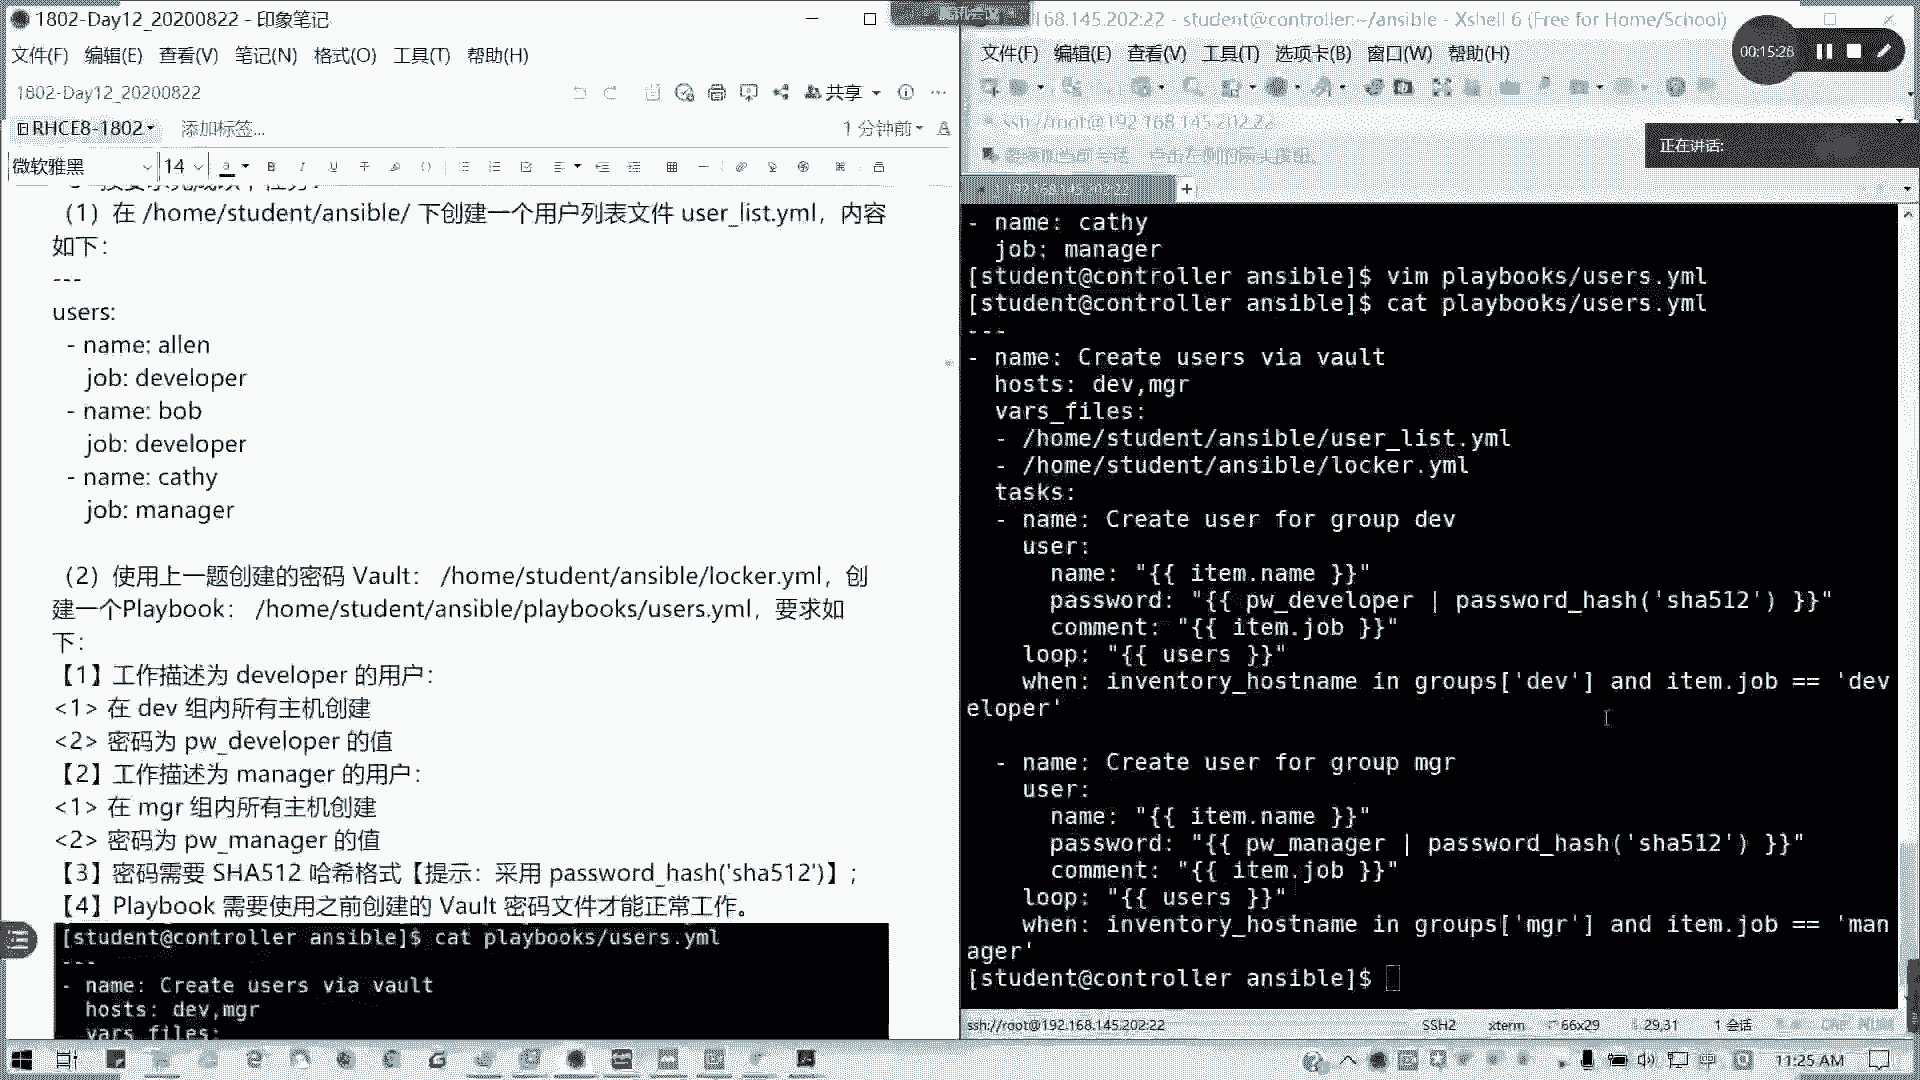 1802-Day12_20200822 - 印象笔记
文件(F) 编辑(E) 查看(V) 笔记(N) 格式(O) 工具(T) 帮助(H)
1802-Day12_20200822
共享
RHCE8-1802 添加标签...
1 分钟前
微软雅黑 14
（1）在 /home/student/ansible/ 下创建一个用户列表文件 user_list.yml，内容
如下：
---
users:
- name: allen
job: developer
- name: bob
job: developer
- name: cathy
job: manager
（2）使用上一题创建的密码 Vault： /home/student/ansible/locker.yml，创
建一个Playbook： /home/student/ansible/playbooks/users.yml，要求如
下：
【1】工作描述为 developer 的用户：
<1> 在 dev 组内所有主机创建
<2> 密码为 pw_developer 的值
【2】工作描述为 manager 的用户：
<1> 在 mgr 组内所有主机创建
<2> 密码为 pw_manager 的值
【3】密码需要 SHA512 哈希格式【提示：采用 password_hash('sha512')】；
【4】Playbook 需要使用之前创建的 Vault 密码文件才能正常工作。
[student@controller ansible]$ cat playbooks/users.yml
---
- name: Create users via vault
hosts: dev,mgr
vars_files:
168.145.202:22 - student@controller:~/ansible - Xshell 6 (Free for Home/School)
文件(F) 编辑(E) 查看(V) 工具(T) 选项卡(B) 窗口(W) 帮助(H)
00:15:28
ssh://root@192.168.145.202:22
正在讲话:
192.168.145.202:22
- name: cathy
job: manager
[student@controller ansible]$ vim playbooks/users.yml
[student@controller ansible]$ cat playbooks/users.yml
---
- name: Create users via vault
hosts: dev,mgr
vars_files:
- /home/student/ansible/user_list.yml
- /home/student/ansible/locker.yml
tasks:
- name: Create user for group dev
user:
name: "{{ item.name }}"
password: "{{ pw_developer | password_hash('sha512') }}"
comment: "{{ item.job }}"
loop: "{{ users }}"
when: inventory_hostname in groups['dev'] and item.job == 'dev
eloper'
- name: Create user for group mgr
user:
name: "{{ item.name }}"
password: "{{ pw_manager | password_hash('sha512') }}"
comment: "{{ item.job }}"
loop: "{{ users }}"
when: inventory_hostname in groups['mgr'] and item.job == 'man
ager'
[student@controller ansible]$
ssh://root@192.168.145.202:22 SSH2 xterm 66x29 29,31 1 会话 CAP NUM
中 11:25 AM